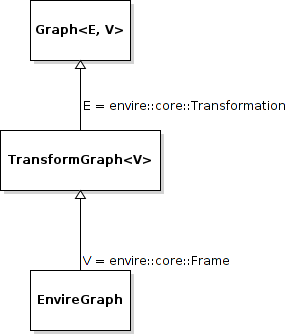 Graph<E, V>
E = envire::core::Transformation
TransformGraph<V>
V = envire::core::Frame
EnvireGraph